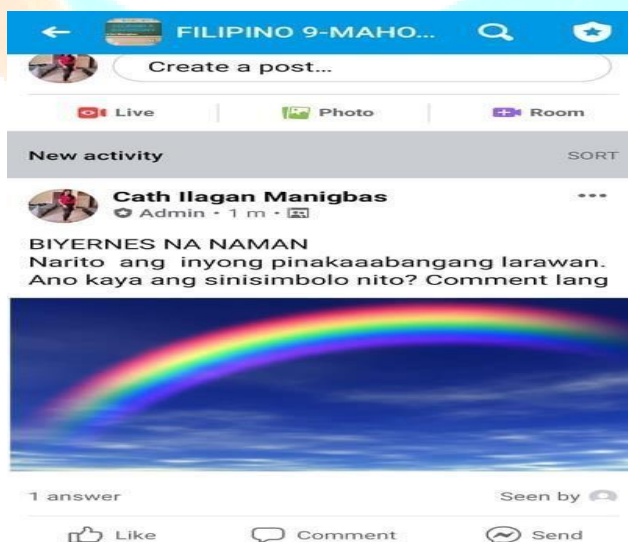 FILIPINO 9-MAHO...
Create a post...
Live Photo Room
New activity SORT
Cath Ilagan Manigbas
Admin · 1 m ·
BIYERNES NA NAMAN
Narito ang inyong pinakaaabangang larawan.
Ano kaya ang sinisimbolo nito? Comment lang
1 answer Seen by
Like Comment Send